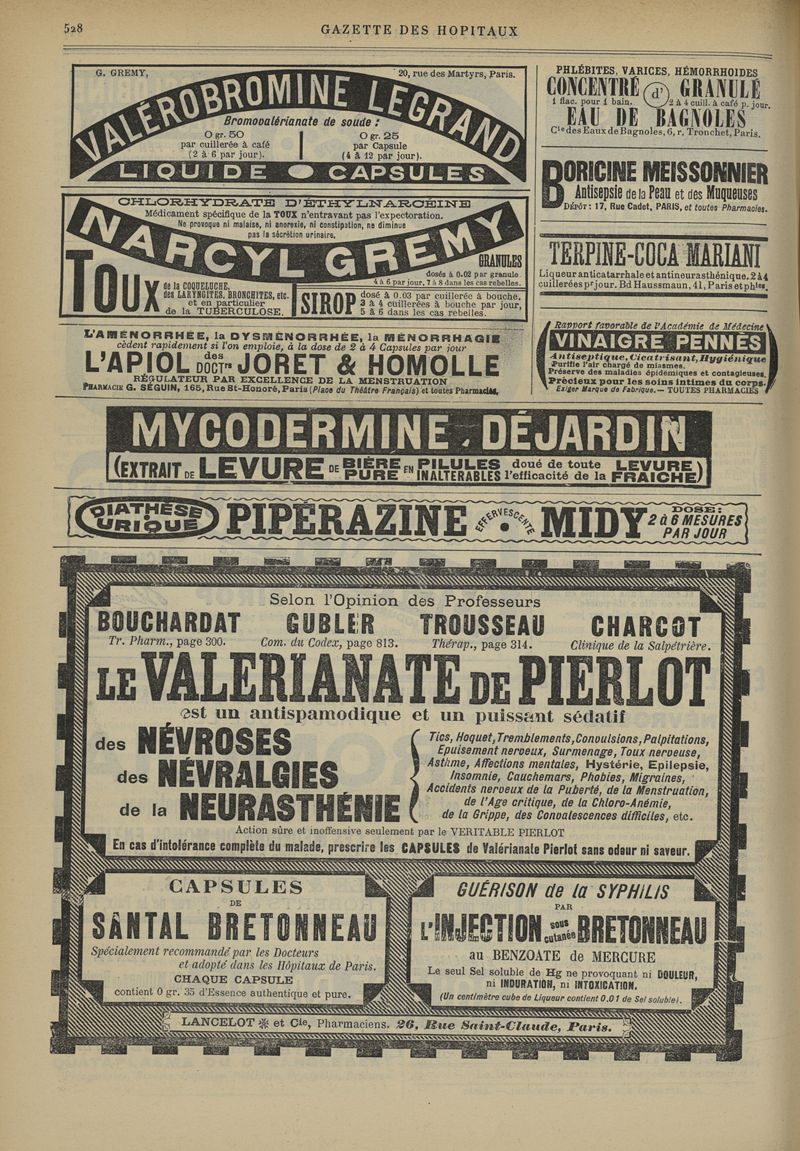 528
GAZETTE DES HOPITAUX
G. GREMY,
20, rue des Martyrs, Paris.
VALÉROBROMINE LEGRAND
Bromovalérianate de soude :
0 gr. 50
par cuillerée à café
(2 à 6 par jour).
0 gr. 25
par Capsule
(4 à 12 par jour).
LIQUIDE CAPSULES
CHLORHYDRATE D'ÉTHYLNARCÉINE
Médicament spécifique de la TOUX n'entravant pas l'expectoration.
Ne provoque ni malaise, ni anorexie, ni constipation, ne diminue
pas la sécrétion urinaire.
NARCYL GREMY
GRANULES
dosés à 0.02 par granule
4 à 6 par jour, 7 à 8 dans les cas rebelles.
TOUX
de la COQUELUCHE,
des LARYNGITES, BRONCHITES, etc.
et en particulier
de la TUBERCULOSE.
SIROP
dosé à 0.03 par cuillerée à bouche.
3 à 4 cuillerées à bouche par jour,
5 à 6 dans les cas rebelles.
L'AMÉNORRHÉE, la DYSMÉNORRHÉE, la MÉNORRHAGIE
cèdent rapidement si l'on emploie, à la dose de 2 à 4 Capsules par jour
L'APIOL des DOCTrs JORET & HOMOLLE
RÉGULATEUR PAR EXCELLENCE DE LA MENSTRUATION
PHARMACIE G. SÉGUIN, 165, Rue St-Honoré, Paris (Place du Théâtre Français) et toutes Pharmacies.
PHLÉBITES, VARICES, HÉMORRHOIDES
CONCENTRÉ (d') GRANULÉ
1 flac. pour 1 bain. 2 à 4 cuill. à café p. jour.
EAU DE BAGNOLES
Cie des Eaux de Bagnoles, 6, r. Tronchet, Paris.
BORICINE MEISSONNIER
Antisepsie de la Peau et des Muqueuses
DÉPÔT : 17, Rue Cadet, PARIS, et toutes Pharmacies.
TERPINE-COCA MARIANI
Liqueur anticatarrhale et antineurasthénique. 2 à 4
cuillerées pr jour. Bd Haussmann, 41, Paris et phies.
Rapport favorable de l'Académie de Médecine
VINAIGRE PENNÈS
Antiseptique, Cicatrisant, Hygiénique
Purifie l'air chargé de miasmes.
Préserve des maladies épidémiques et contagieuses.
Précieux pour les soins intimes du corps.
Exiger Marque de Fabrique. — TOUTES PHARMACIES
MYCODERMINE DÉJARDIN
(EXTRAIT DE LEVURE DE BIÈRE PURE EN PILULES INALTÉRABLES doué de toute l'efficacité de la LEVURE FRAICHE)
DIATHÈSE URIQUE
PIPÉRAZINE EFFERVESCENTE MIDY
DOSE:
2 à 6 MESURES
PAR JOUR
Selon l'Opinion des Professeurs
BOUCHARDAT GUBLER TROUSSEAU CHARCOT
Tr. Pharm., page 300. Com. du Codex, page 813. Thérap., page 314. Clinique de la Salpétrière.
LE VALERIANATE DE PIERLOT
est un antispamodique et un puissant sédatif
des NÉVROSES
des NÉVRALGIES
de la NEURASTHÉNIE
Tics, Hoquet, Tremblements, Convulsions, Palpitations,
Epuisement nerveux, Surmenage, Toux nerveuse,
Asthme, Affections mentales, Hystérie, Epilepsie,
Insomnie, Cauchemars, Phobies, Migraines,
Accidents nerveux de la Puberté, de la Menstruation,
de l'Age critique, de la Chloro-Anémie,
de la Grippe, des Convalescences difficiles, etc.
Action sûre et inoffensive seulement par le VERITABLE PIERLOT
En cas d'intolérance complète du malade, prescrire les CAPSULES de Valérianate Pierlot sans odeur ni saveur.
CAPSULES
DE
SANTAL BRETONNEAU
Spécialement recommandé par les Docteurs
et adopté dans les Hôpitaux de Paris.
CHAQUE CAPSULE
contient 0 gr. 35 d'Essence authentique et pure.
GUÉRISON de la SYPHILIS
PAR
L'INJECTION sous cutanée BRETONNEAU
au BENZOATE de MERCURE
Le seul Sel soluble de Hg ne provoquant ni DOULEUR,
ni INDURATION, ni INTOXICATION.
(Un centimètre cube de Liqueur contient 0.01 de Sel soluble).
LANCELOT et Cie, Pharmaciens, 26, Rue Saint-Claude, Paris.